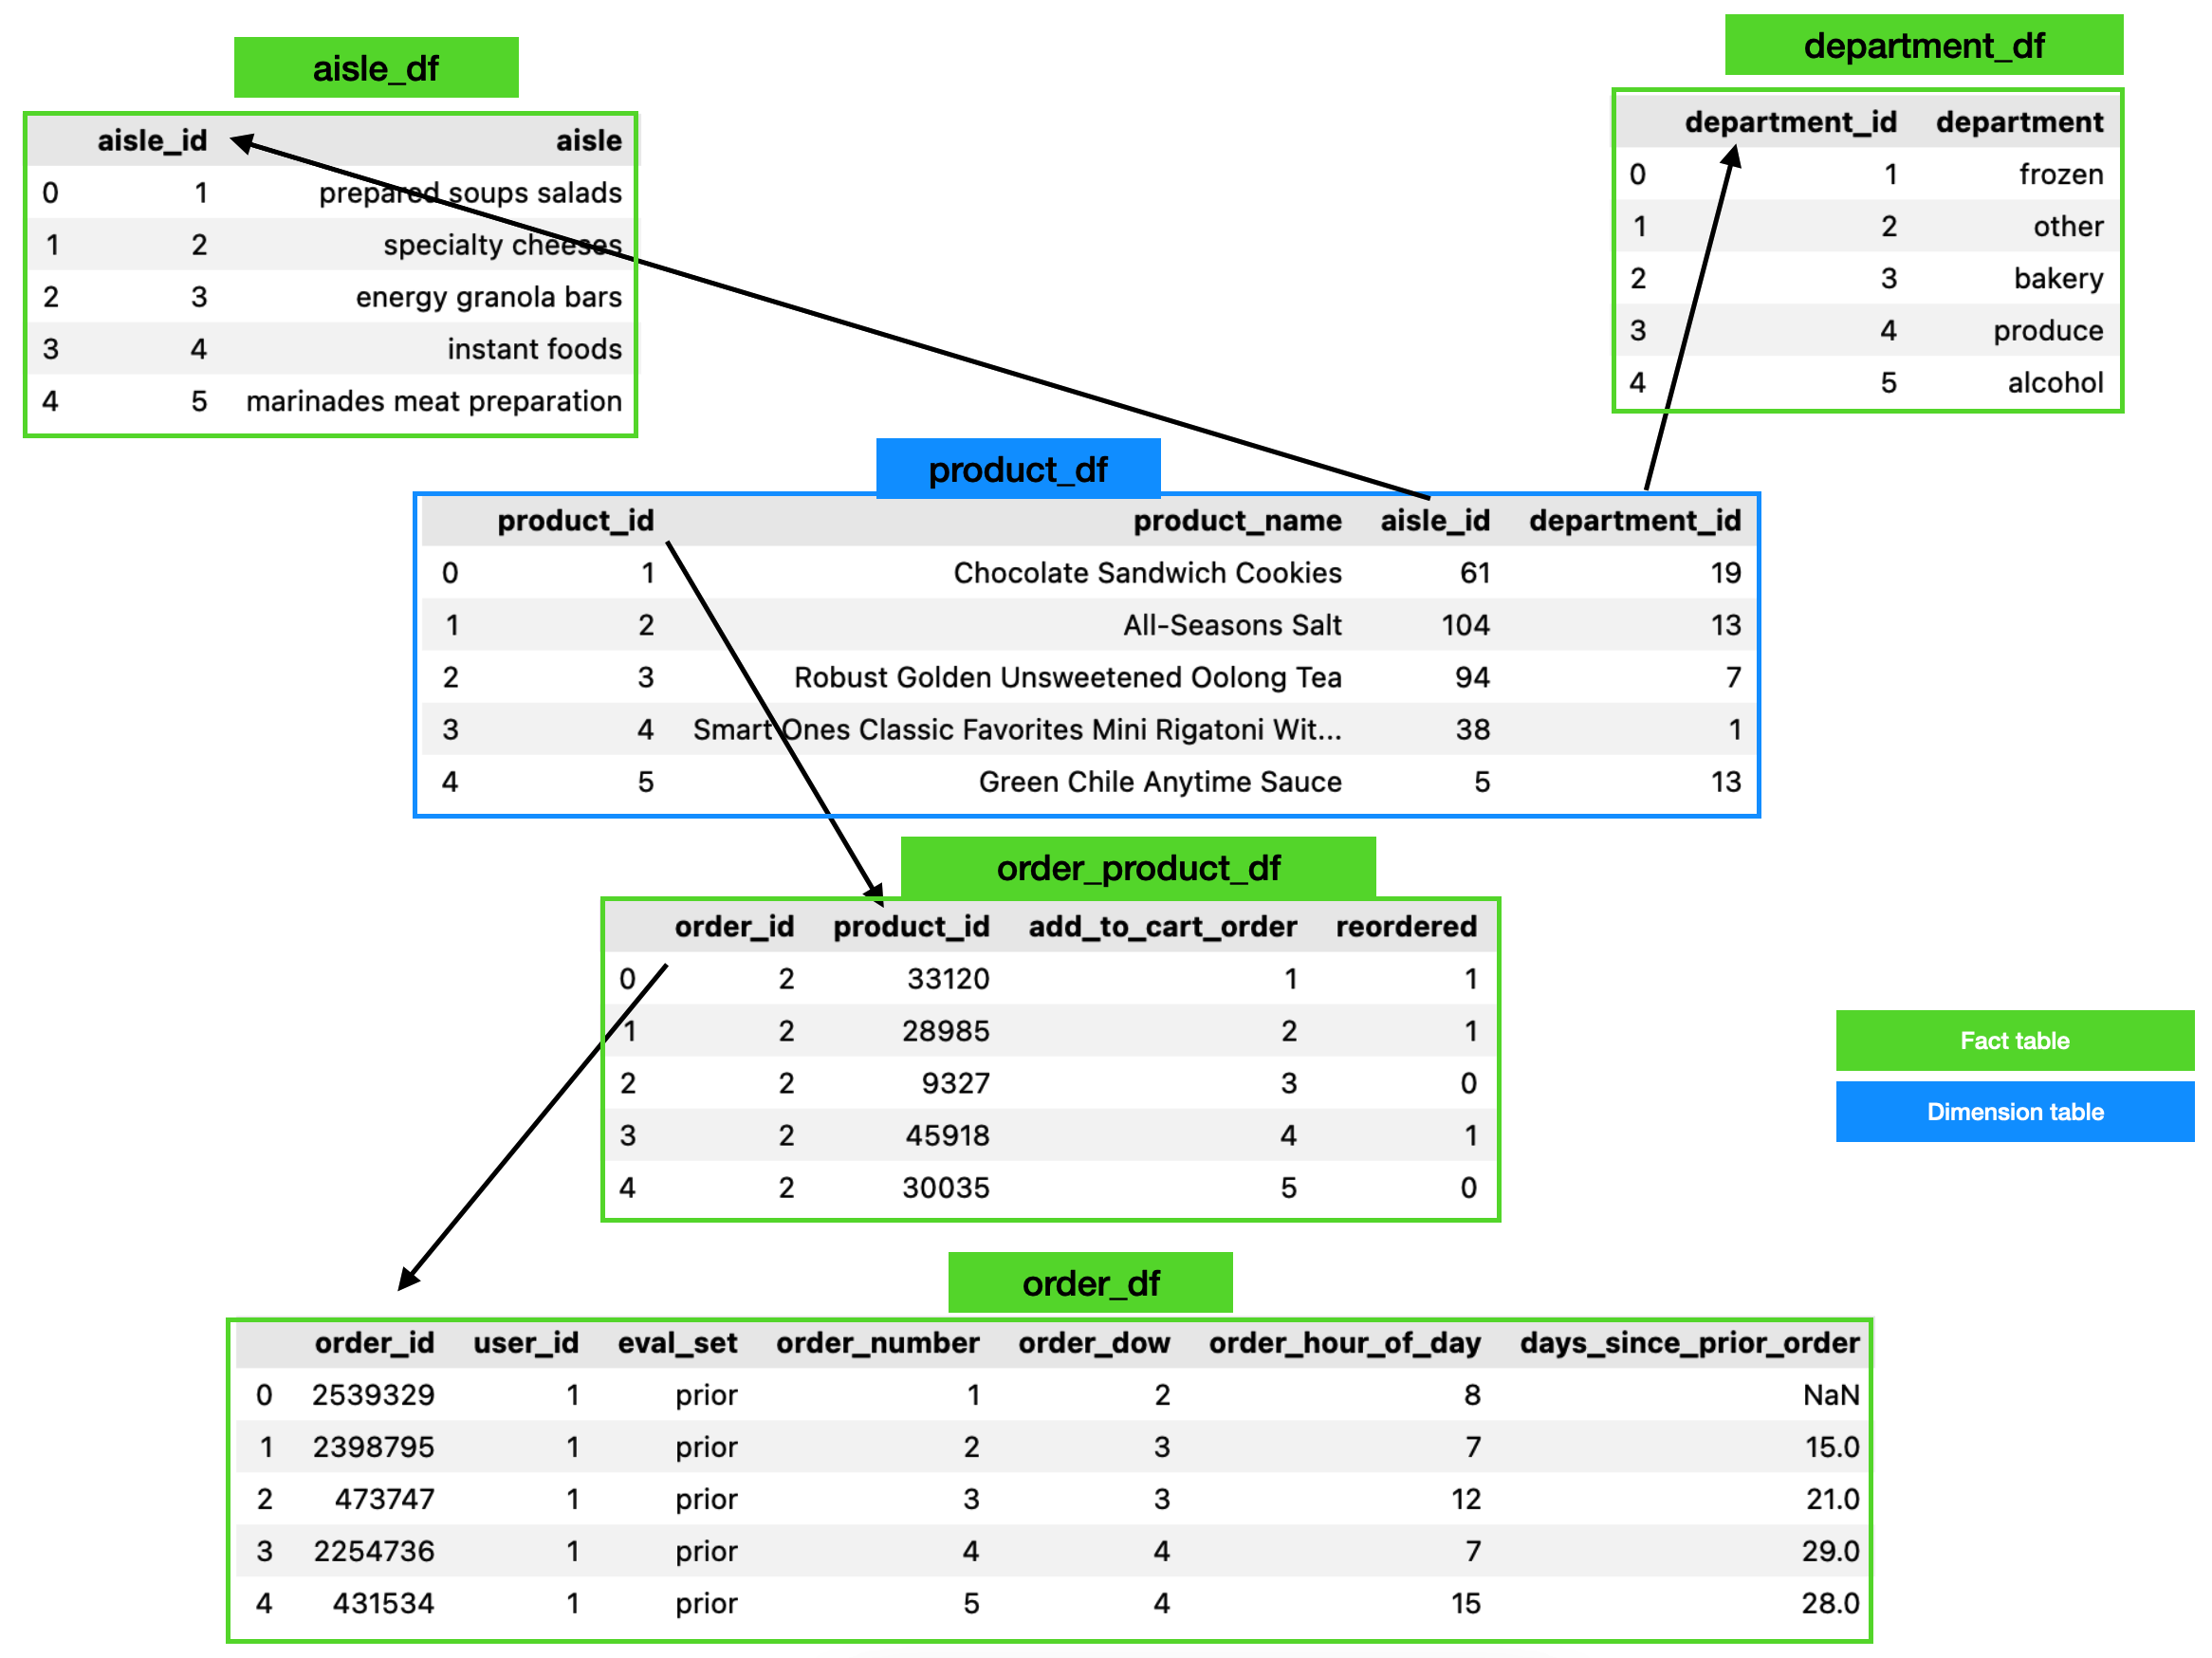 aisle_df
aisle_id aisle
0 1 prepared soups salads
1 2 specialty cheeses
2 3 energy granola bars
3 4 instant foods
4 5 marinades meat preparation
department_df
department_id department
0 1 frozen
1 2 other
2 3 bakery
3 4 produce
4 5 alcohol
product_df
product_id product_name aisle_id department_id
0 1 Chocolate Sandwich Cookies 61 19
1 2 All-Seasons Salt 104 13
2 3 Robust Golden Unsweetened Oolong Tea 94 7
3 4 Smart Ones Classic Favorites Mini Rigatoni Wit... 38 1
4 5 Green Chile Anytime Sauce 5 13
order_product_df
order_id product_id add_to_cart_order reordered
0 2 33120 1 1
1 2 28985 2 1
2 2 9327 3 0
3 2 45918 4 1
4 2 30035 5 0
Fact table
Dimension table
order_df
order_id user_id eval_set order_number order_dow order_hour_of_day days_since_prior_order
0 2539329 1 prior 1 2 8 NaN
1 2398795 1 prior 2 3 7 15.0
2 473747 1 prior 3 3 12 21.0
3 2254736 1 prior 4 4 7 29.0
4 431534 1 prior 5 4 15 28.0